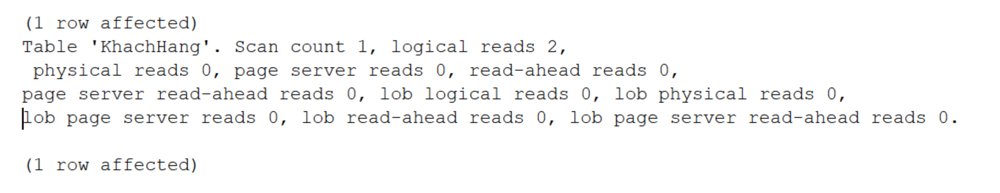 (1 row affected)
Table 'KhachHang'. Scan count 1, logical reads 2,
physical reads 0, page server reads 0, read-ahead reads 0,
page server read-ahead reads 0, lob logical reads 0, lob physical reads 0,
lob page server reads 0, lob read-ahead reads 0, lob page server read-ahead reads 0.
(1 row affected)